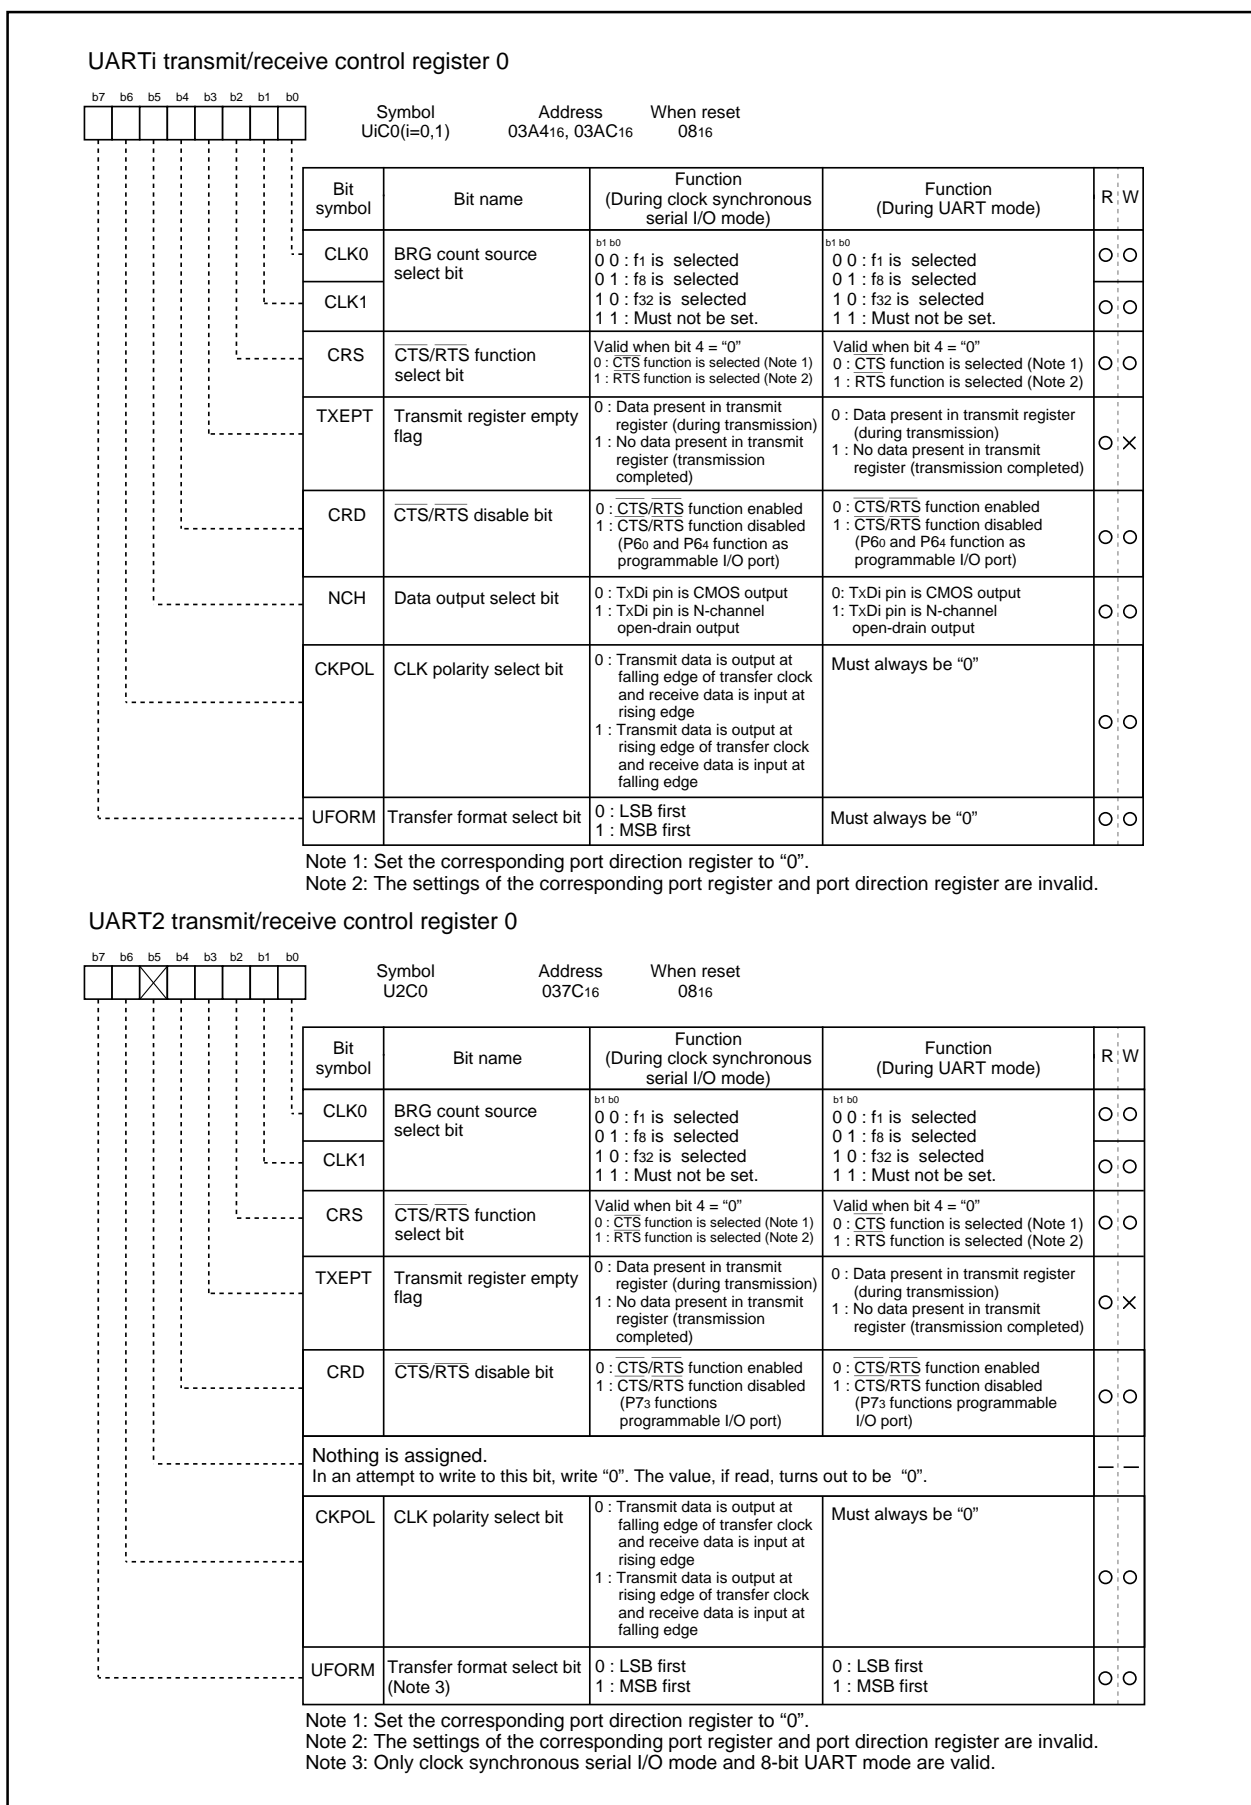 UARTi transmit/receive control register 0
b7 b6 b5 b4 b3 b2 b1 b0
Symbol Address When reset
UiC0(i=0,1) 03A416, 03AC16 0816
Bit symbol Bit name Function (During clock synchronous serial I/O mode) Function (During UART mode) R W
CLK0 BRG count source select bit
CLK1
b1 b0
0 0 : f1 is selected
0 1 : f8 is selected
1 0 : f32 is selected
1 1 : Must not be set.
b1 b0
0 0 : f1 is selected
0 1 : f8 is selected
1 0 : f32 is selected
1 1 : Must not be set.
CRS CTS/RTS function select bit
Valid when bit 4 = “0”
0 : CTS function is selected (Note 1)
1 : RTS function is selected (Note 2)
Valid when bit 4 = “0”
0 : CTS function is selected (Note 1)
1 : RTS function is selected (Note 2)
TXEPT Transmit register empty flag
0 : Data present in transmit
register (during transmission)
1 : No data present in transmit
register (transmission
completed)
0 : Data present in transmit register
(during transmission)
1 : No data present in transmit
register (transmission completed)
CRD CTS/RTS disable bit
0 : CTS/RTS function enabled
1 : CTS/RTS function disabled
(P60 and P64 function as
programmable I/O port)
0 : CTS/RTS function enabled
1 : CTS/RTS function disabled
(P60 and P64 function as
programmable I/O port)
NCH Data output select bit
0 : TXDi pin is CMOS output
1 : TXDi pin is N-channel
open-drain output
0: TXDi pin is CMOS output
1: TXDi pin is N-channel
open-drain output
CKPOL CLK polarity select bit
0 : Transmit data is output at
falling edge of transfer clock
and receive data is input at
rising edge
1 : Transmit data is output at
rising edge of transfer clock
and receive data is input at
falling edge
Must always be “0”
UFORM Transfer format select bit
0 : LSB first
1 : MSB first
Must always be “0”
Note 1: Set the corresponding port direction register to “0”.
Note 2: The settings of the corresponding port register and port direction register are invalid.
UART2 transmit/receive control register 0
b7 b6 b5 b4 b3 b2 b1 b0
Symbol Address When reset
U2C0 037C16 0816
Bit symbol Bit name Function (During clock synchronous serial I/O mode) Function (During UART mode) R W
CLK0 BRG count source select bit
CLK1
b1 b0
0 0 : f1 is selected
0 1 : f8 is selected
1 0 : f32 is selected
1 1 : Must not be set.
b1 b0
0 0 : f1 is selected
0 1 : f8 is selected
1 0 : f32 is selected
1 1 : Must not be set.
CRS CTS/RTS function select bit
Valid when bit 4 = “0”
0 : CTS function is selected (Note 1)
1 : RTS function is selected (Note 2)
Valid when bit 4 = “0”
0 : CTS function is selected (Note 1)
1 : RTS function is selected (Note 2)
TXEPT Transmit register empty flag
0 : Data present in transmit
register (during transmission)
1 : No data present in transmit
register (transmission
completed)
0 : Data present in transmit register
(during transmission)
1 : No data present in transmit
register (transmission completed)
CRD CTS/RTS disable bit
0 : CTS/RTS function enabled
1 : CTS/RTS function disabled
(P73 functions
programmable I/O port)
0 : CTS/RTS function enabled
1 : CTS/RTS function disabled
(P73 functions programmable
I/O port)
Nothing is assigned.
In an attempt to write to this bit, write “0”. The value, if read, turns out to be “0”.
CKPOL CLK polarity select bit
0 : Transmit data is output at
falling edge of transfer clock
and receive data is input at
rising edge
1 : Transmit data is output at
rising edge of transfer clock
and receive data is input at
falling edge
Must always be “0”
UFORM Transfer format select bit
(Note 3)
0 : LSB first
1 : MSB first
0 : LSB first
1 : MSB first
Note 1: Set the corresponding port direction register to “0”.
Note 2: The settings of the corresponding port register and port direction register are invalid.
Note 3: Only clock synchronous serial I/O mode and 8-bit UART mode are valid.